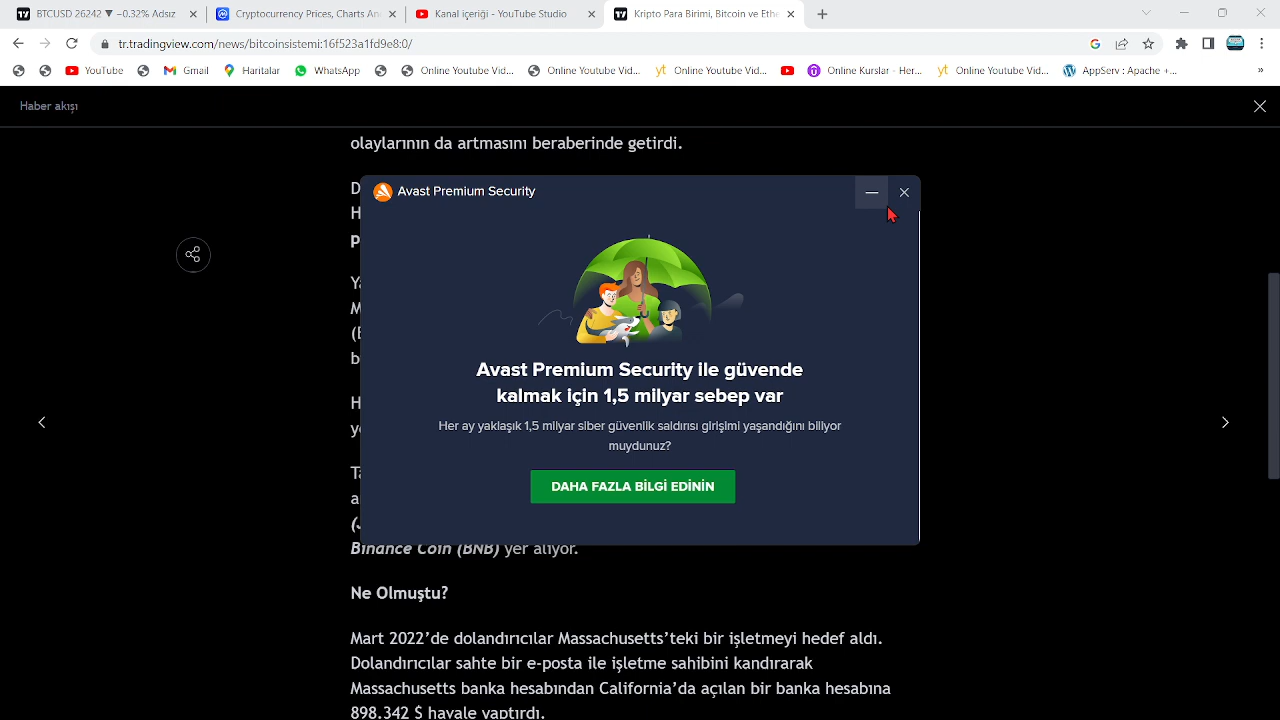 BTCUSD 26242 ▼ −0.32% Adsız
Cryptocurrency Prices, Charts An
Kanal içeriği - YouTube Studio
Kripto Para Birimi, Bitcoin ve Ethe
tr.tradingview.com/news/bitcoinsistemi:16f523a1fd9e8:0/
YouTube
Gmail
Haritalar
WhatsApp
Online Youtube Vid...
Online Youtube Vid...
Online Youtube Vid...
Online Kurslar - Her...
Online Youtube Vid...
AppServ : Apache +...
»
Haber akışı
olaylarının da artmasını beraberinde getirdi.
Avast Premium Security
Avast Premium Security ile güvende
kalmak için 1,5 milyar sebep var
Her ay yaklaşık 1,5 milyar siber güvenlik saldırısı girişimi yaşandığını biliyor
muydunuz?
DAHA FAZLA BİLGİ EDİNİN
Binance Coin (BNB) yer alıyor.
Ne Olmuştu?
Mart 2022’de dolandırıcılar Massachusetts’teki bir işletmeyi hedef aldı.
Dolandırıcılar sahte bir e-posta ile işletme sahibini kandırarak
Massachusetts banka hesabından California’da açılan bir banka hesabına
898.342 $ havale yaptırdı.